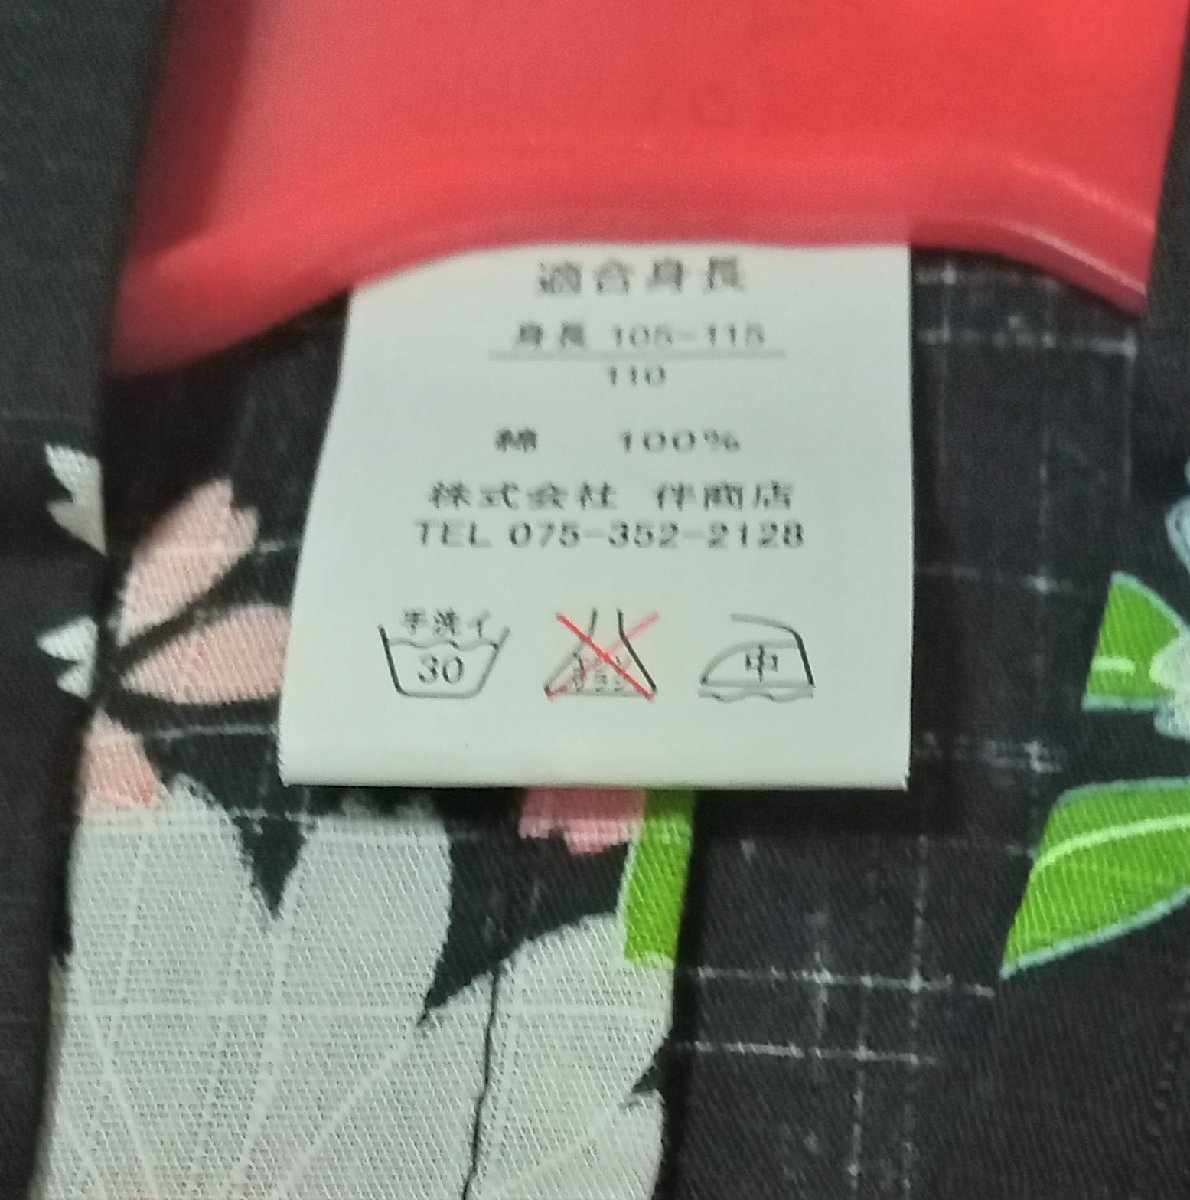 適合身長
身長 105-115
110
綿 100%
株式会社 伴商店
TEL 075-352-2128
手洗イ
30
中